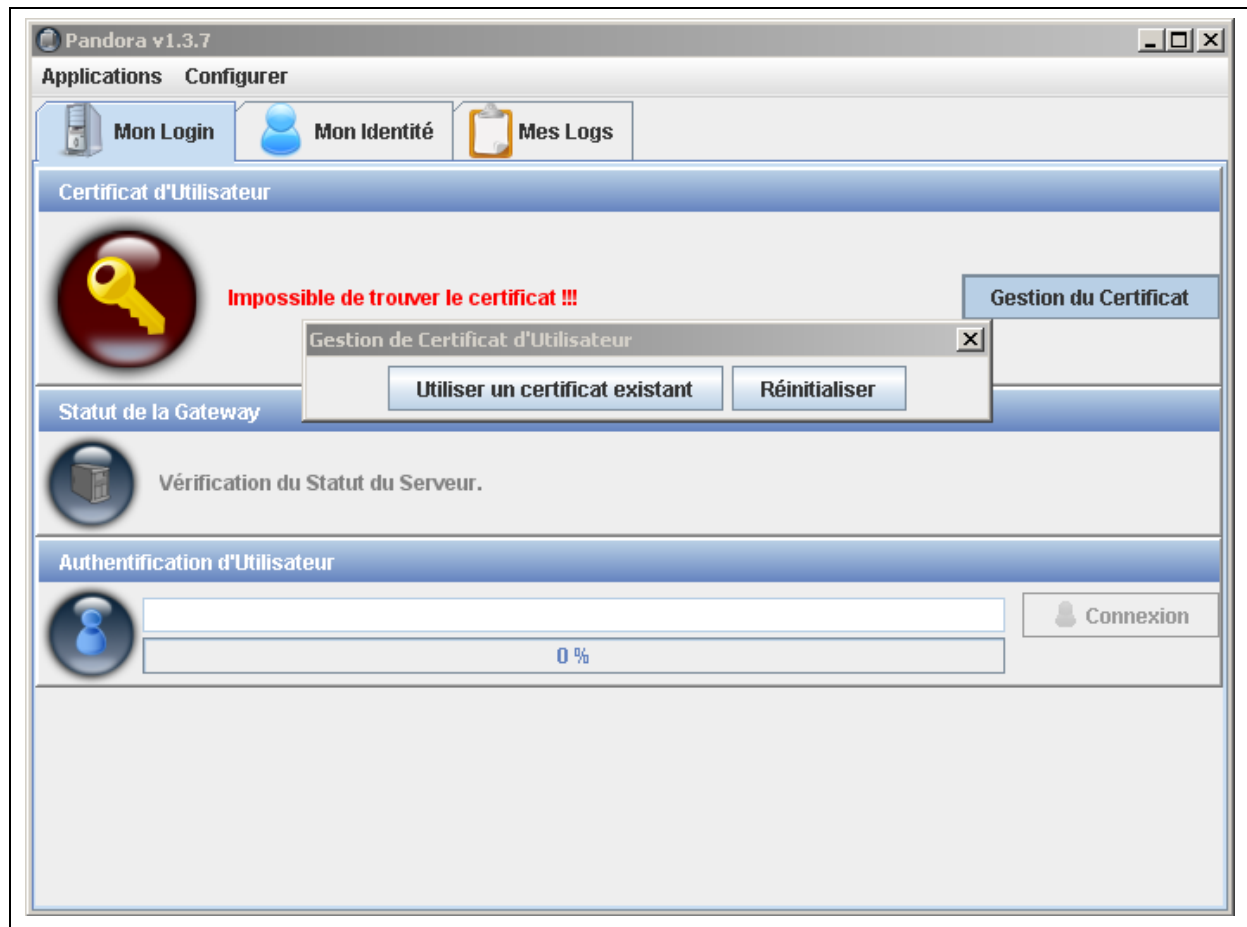 Pandora v1.3.7
Applications Configurer
Mon Login Mon Identité Mes Logs
Certificat d'Utilisateur
Impossible de trouver le certificat !!!
Gestion du Certificat
Gestion de Certificat d'Utilisateur
Utiliser un certificat existant Réinitialiser
Statut de la Gateway
Vérification du Statut du Serveur.
Authentification d'Utilisateur
Connexion
0 %